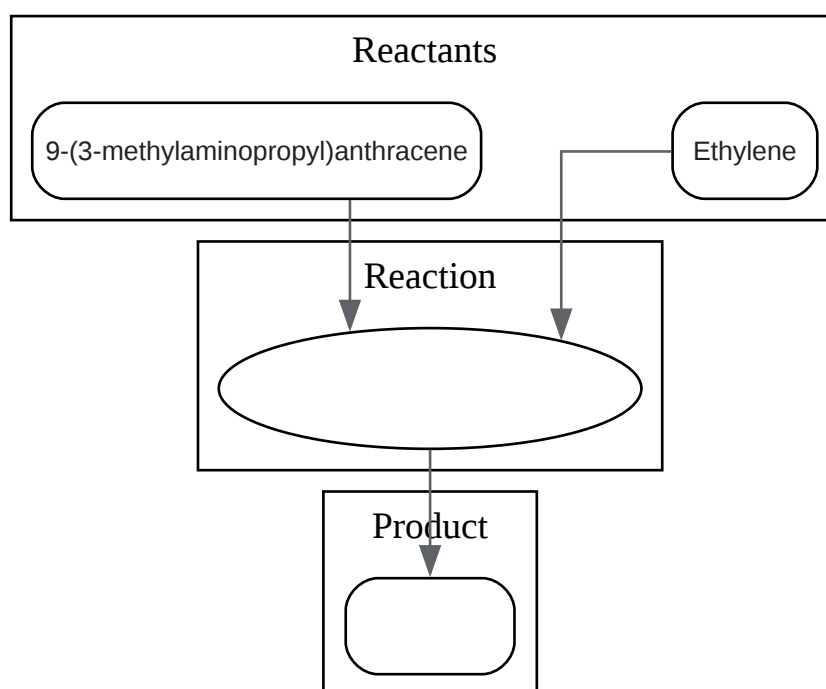 Reactants
9-(3-methylaminopropyl)anthracene
Ethylene
Reaction
Product